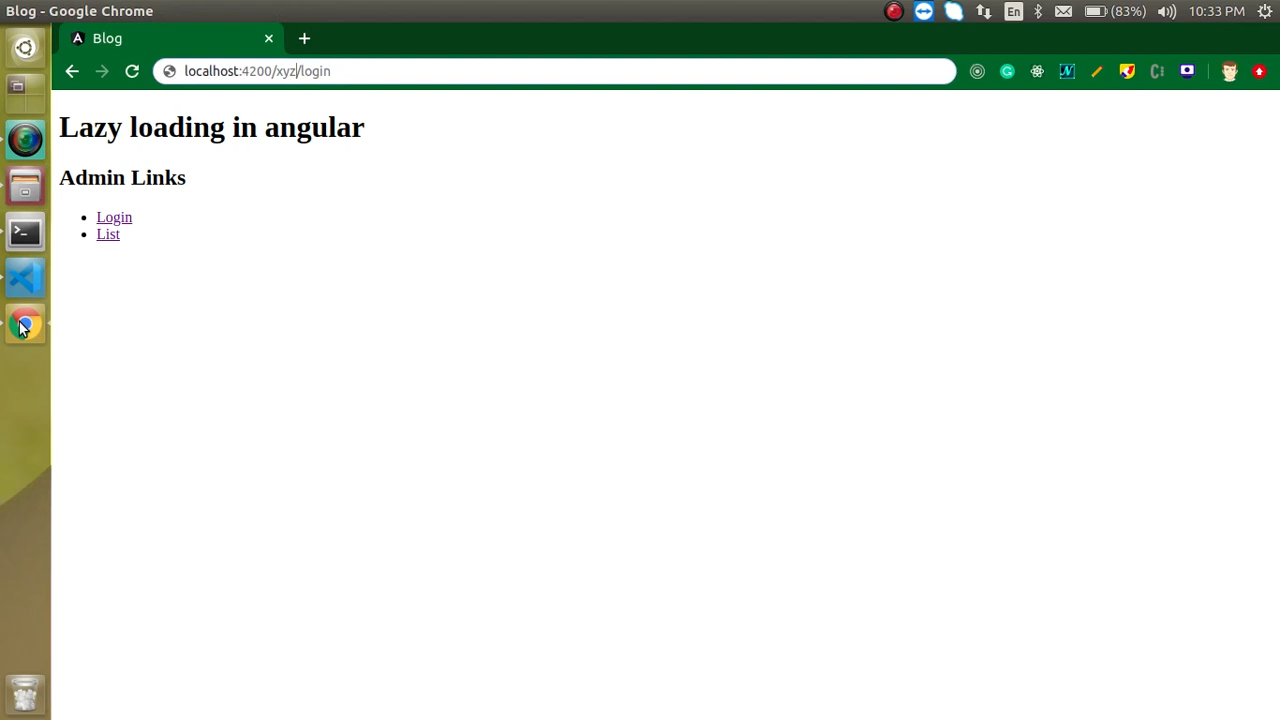 Blog - Google Chrome
En
(83%)
10:33 PM
Blog
localhost:4200/xyz/login
Lazy loading in angular
Admin Links
Login
List